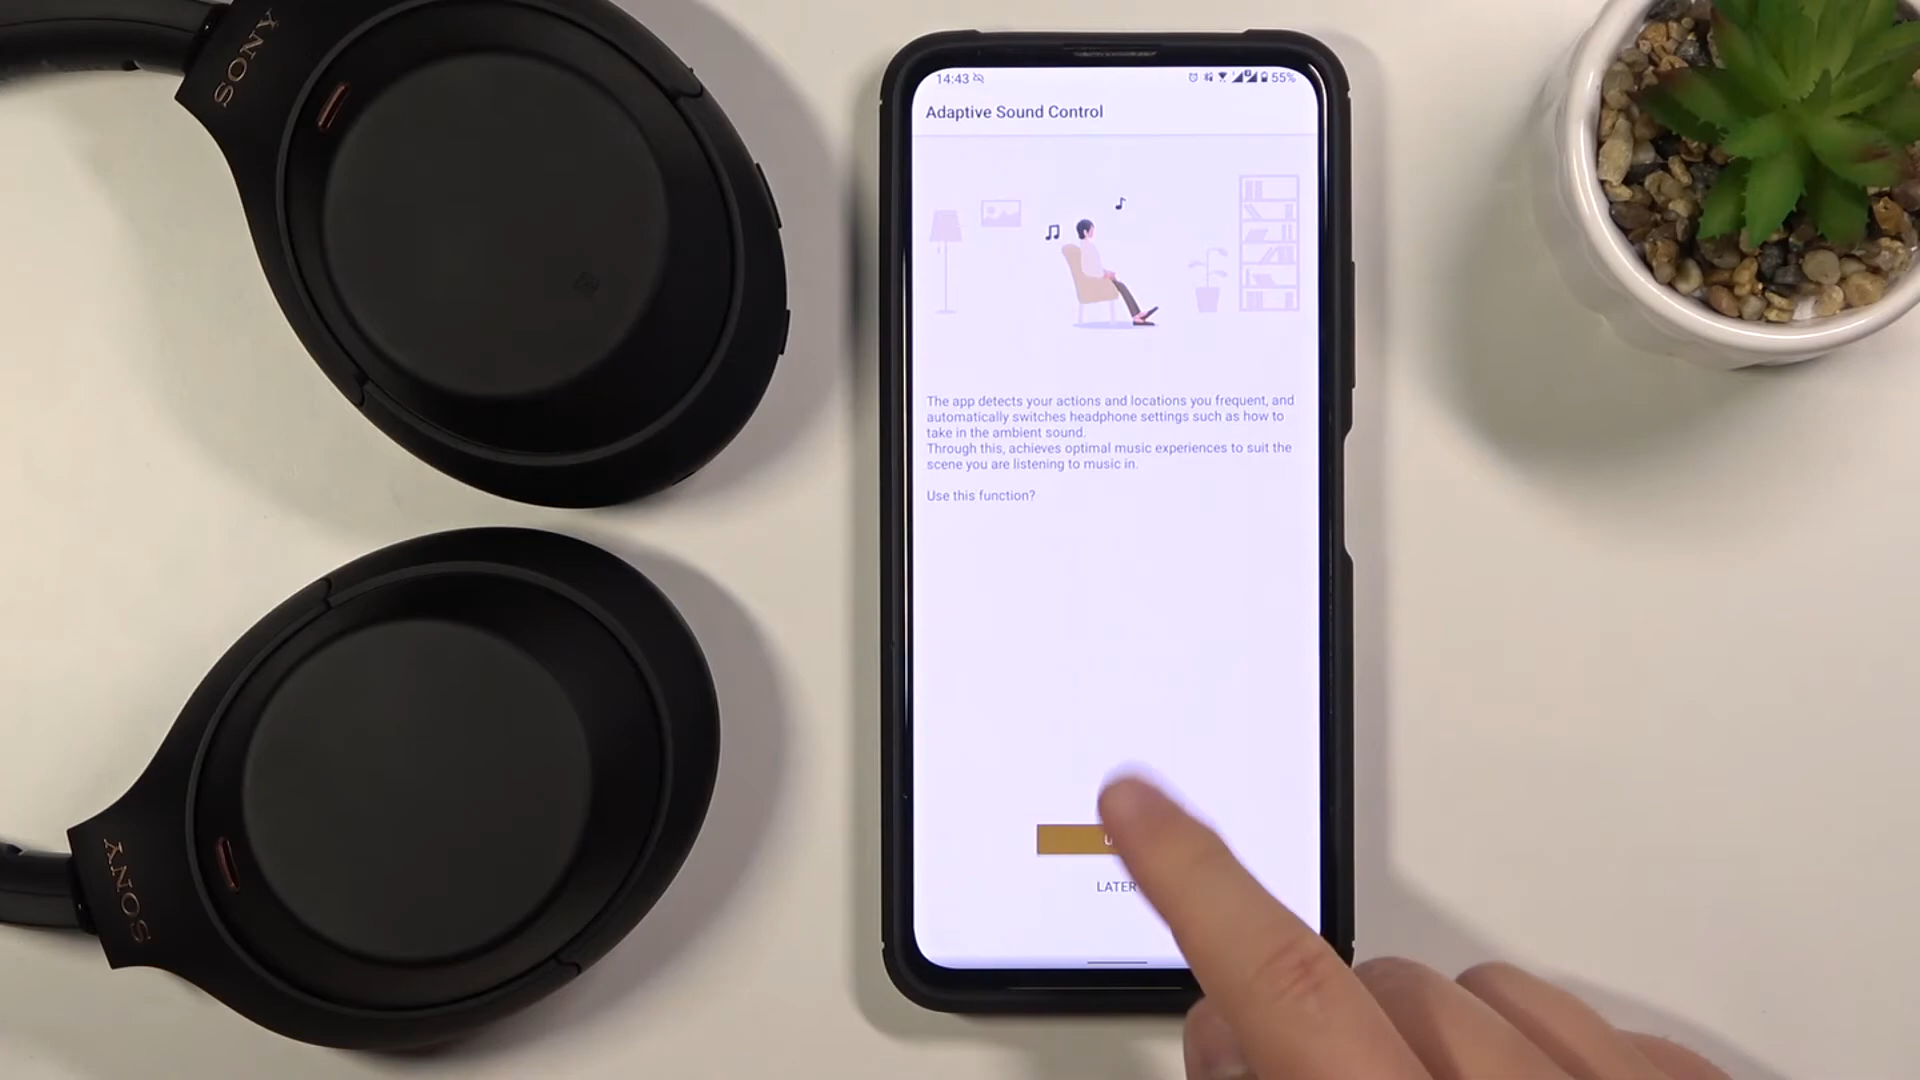 SONY
SONY
14:43
55%
Adaptive Sound Control
The app detects your actions and locations you frequent, and
automatically switches headphone settings such as how to
take in the ambient sound.
Through this, achieves optimal music experiences to suit the
scene you are listening to music in.
Use this function?
LATER